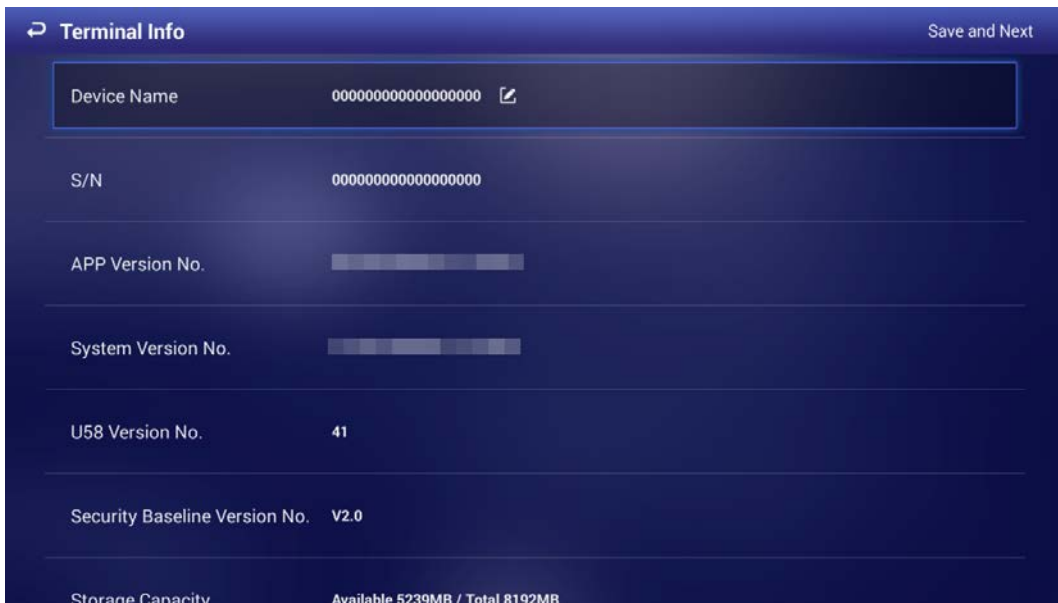 Terminal Info
Save and Next
Device Name 000000000000000000
S/N 000000000000000000
APP Version No.
System Version No.
U58 Version No. 41
Security Baseline Version No. V2.0
Storage Capacity Available 5239MB / Total 8192MB